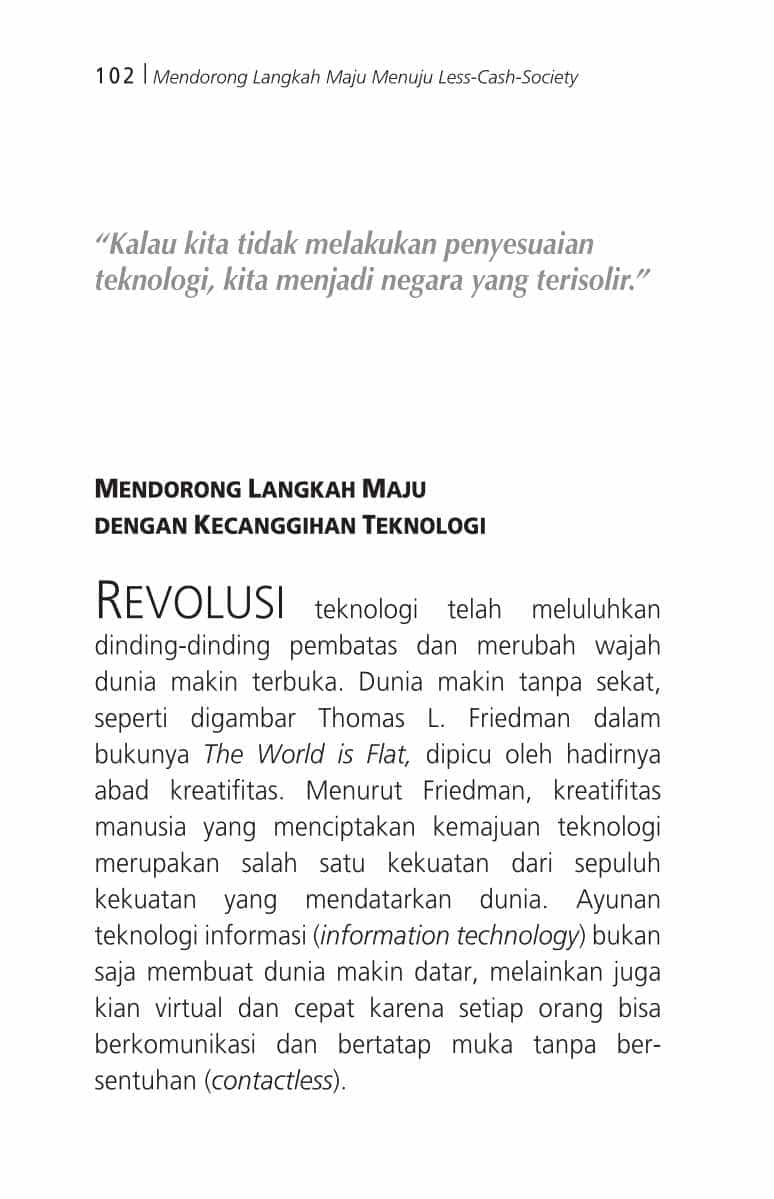 102 | Mendorong Langkah Maju Menuju Less-Cash-Society
“Kalau kita tidak melakukan penyesuaian
teknologi, kita menjadi negara yang terisolir.”
MENDORONG LANGKAH MAJU
DENGAN KECANGGIHAN TEKNOLOGI
REVOLUSI teknologi telah meluluhkan
dinding-dinding pembatas dan merubah wajah
dunia makin terbuka. Dunia makin tanpa sekat,
seperti digambar Thomas L. Friedman dalam
bukunya The World is Flat, dipicu oleh hadirnya
abad kreatifitas. Menurut Friedman, kreatifitas
manusia yang menciptakan kemajuan teknologi
merupakan salah satu kekuatan dari sepuluh
kekuatan yang mendatarkan dunia. Ayunan
teknologi informasi (information technology) bukan
saja membuat dunia makin datar, melainkan juga
kian virtual dan cepat karena setiap orang bisa
berkomunikasi dan bertatap muka tanpa ber-
sentuhan (contactless).